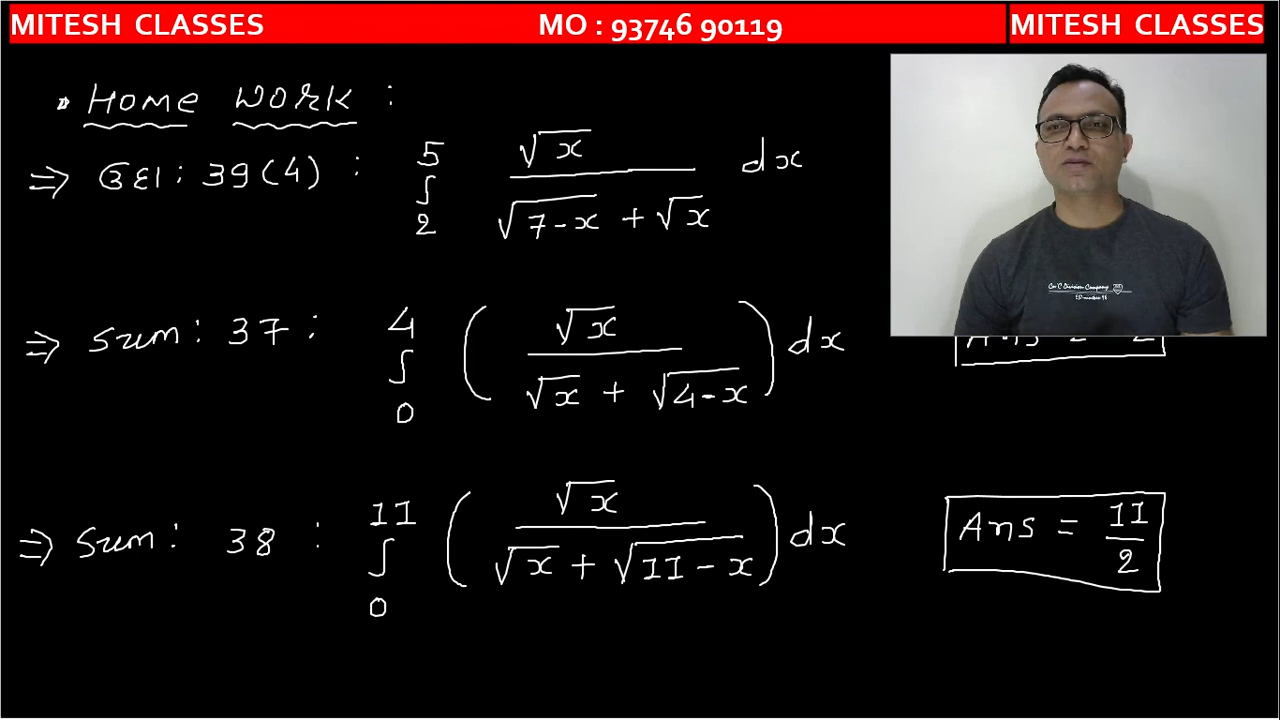 MITESH CLASSES MO : 93746 90119 MITESH CLASSES
• Home Work :
⇒ ઉદા : 39(4) : ∫₂⁵ √x / (√(7-x) + √x) dx
⇒ Sum : 37 : ∫₀⁴ ( √x / (√x + √(4-x)) ) dx
⇒ Sum : 38 : ∫₀¹¹ ( √x / (√x + √(11-x)) ) dx Ans = 11/2